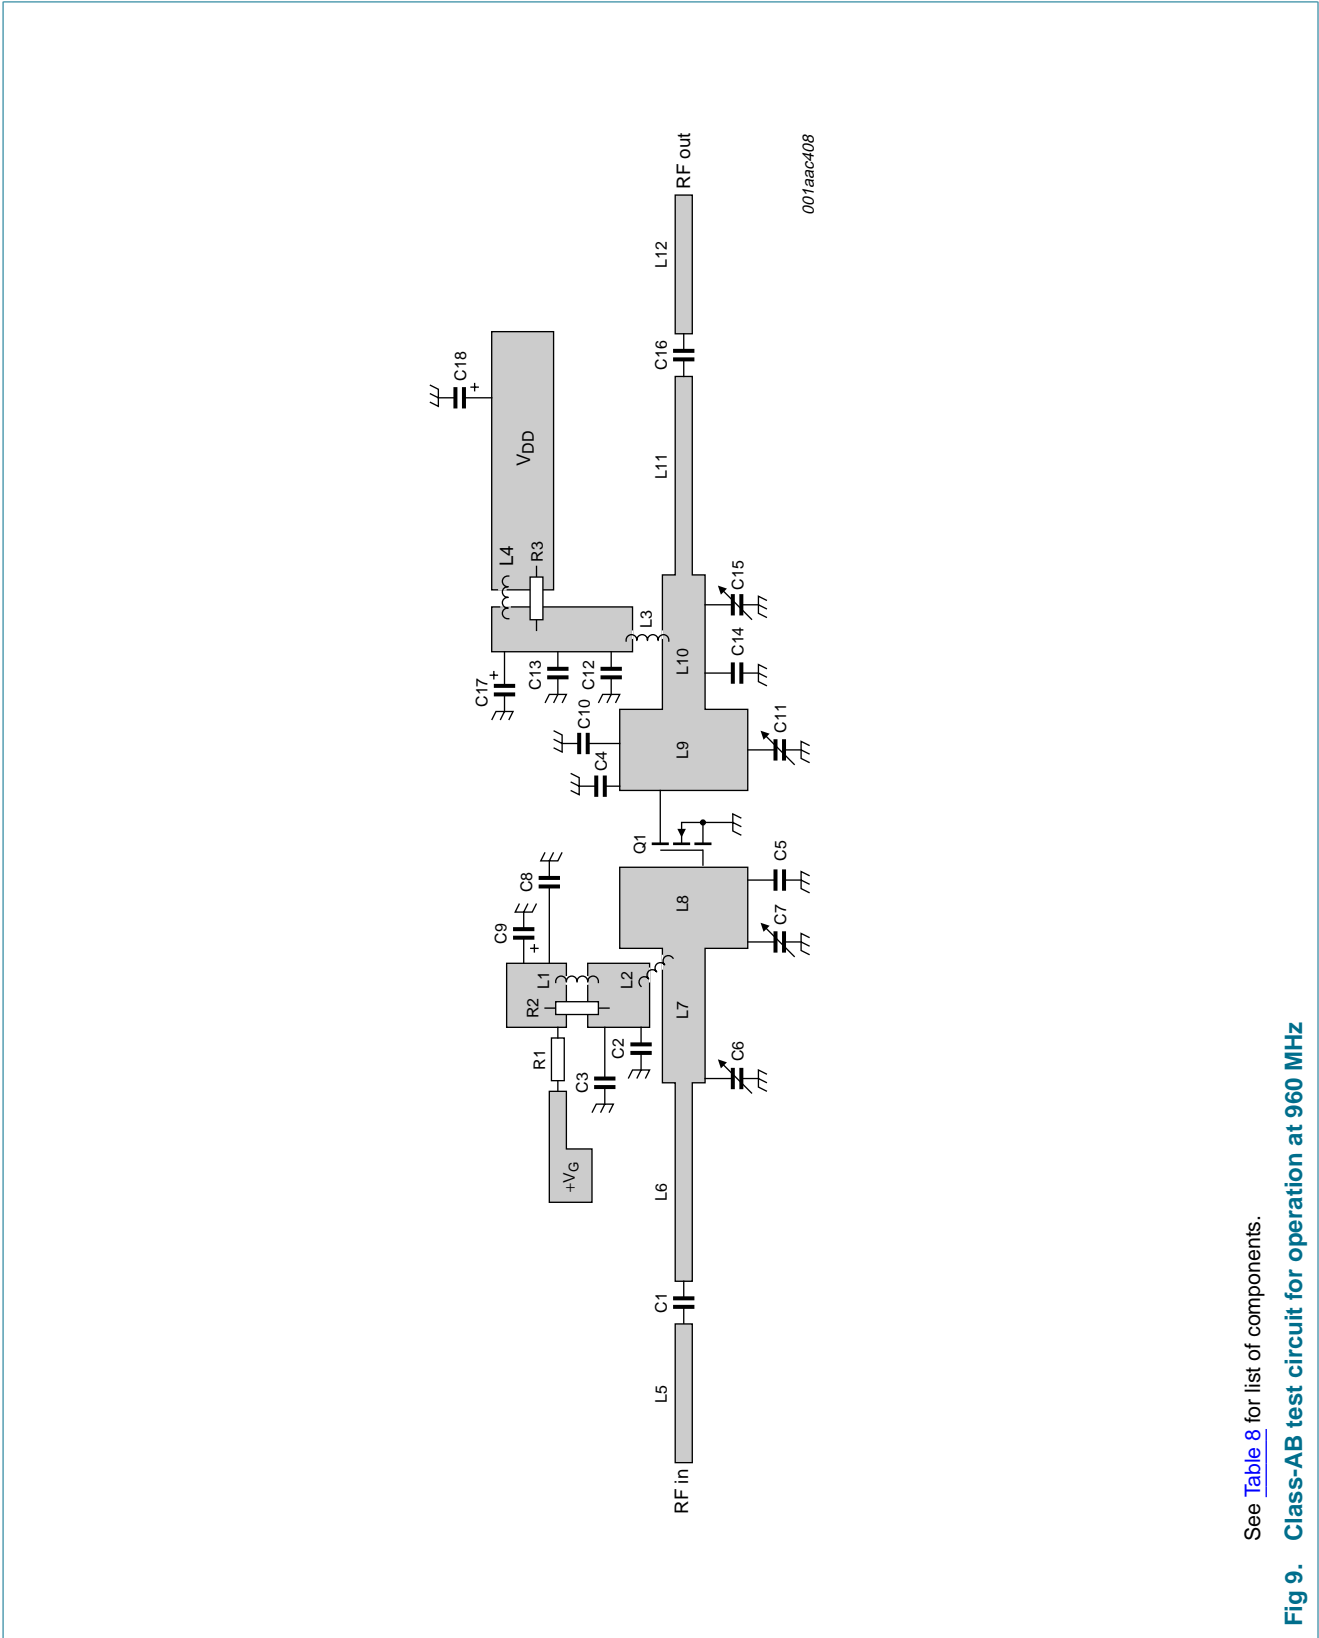 C18
+
VDD
L4
R3
C17
+
C13
C12
L3
C10
C4
C8
C9
+
L1
L2
R2
R1
C3
C2
+VG
Q1
RF in
L5
C1
L6
L7
L8
L9
L10
L11
C16
L12
RF out
C6
C7
C5
C11
C14
C15
001aac408
See Table 8 for list of components.
Fig 9. Class-AB test circuit for operation at 960 MHz